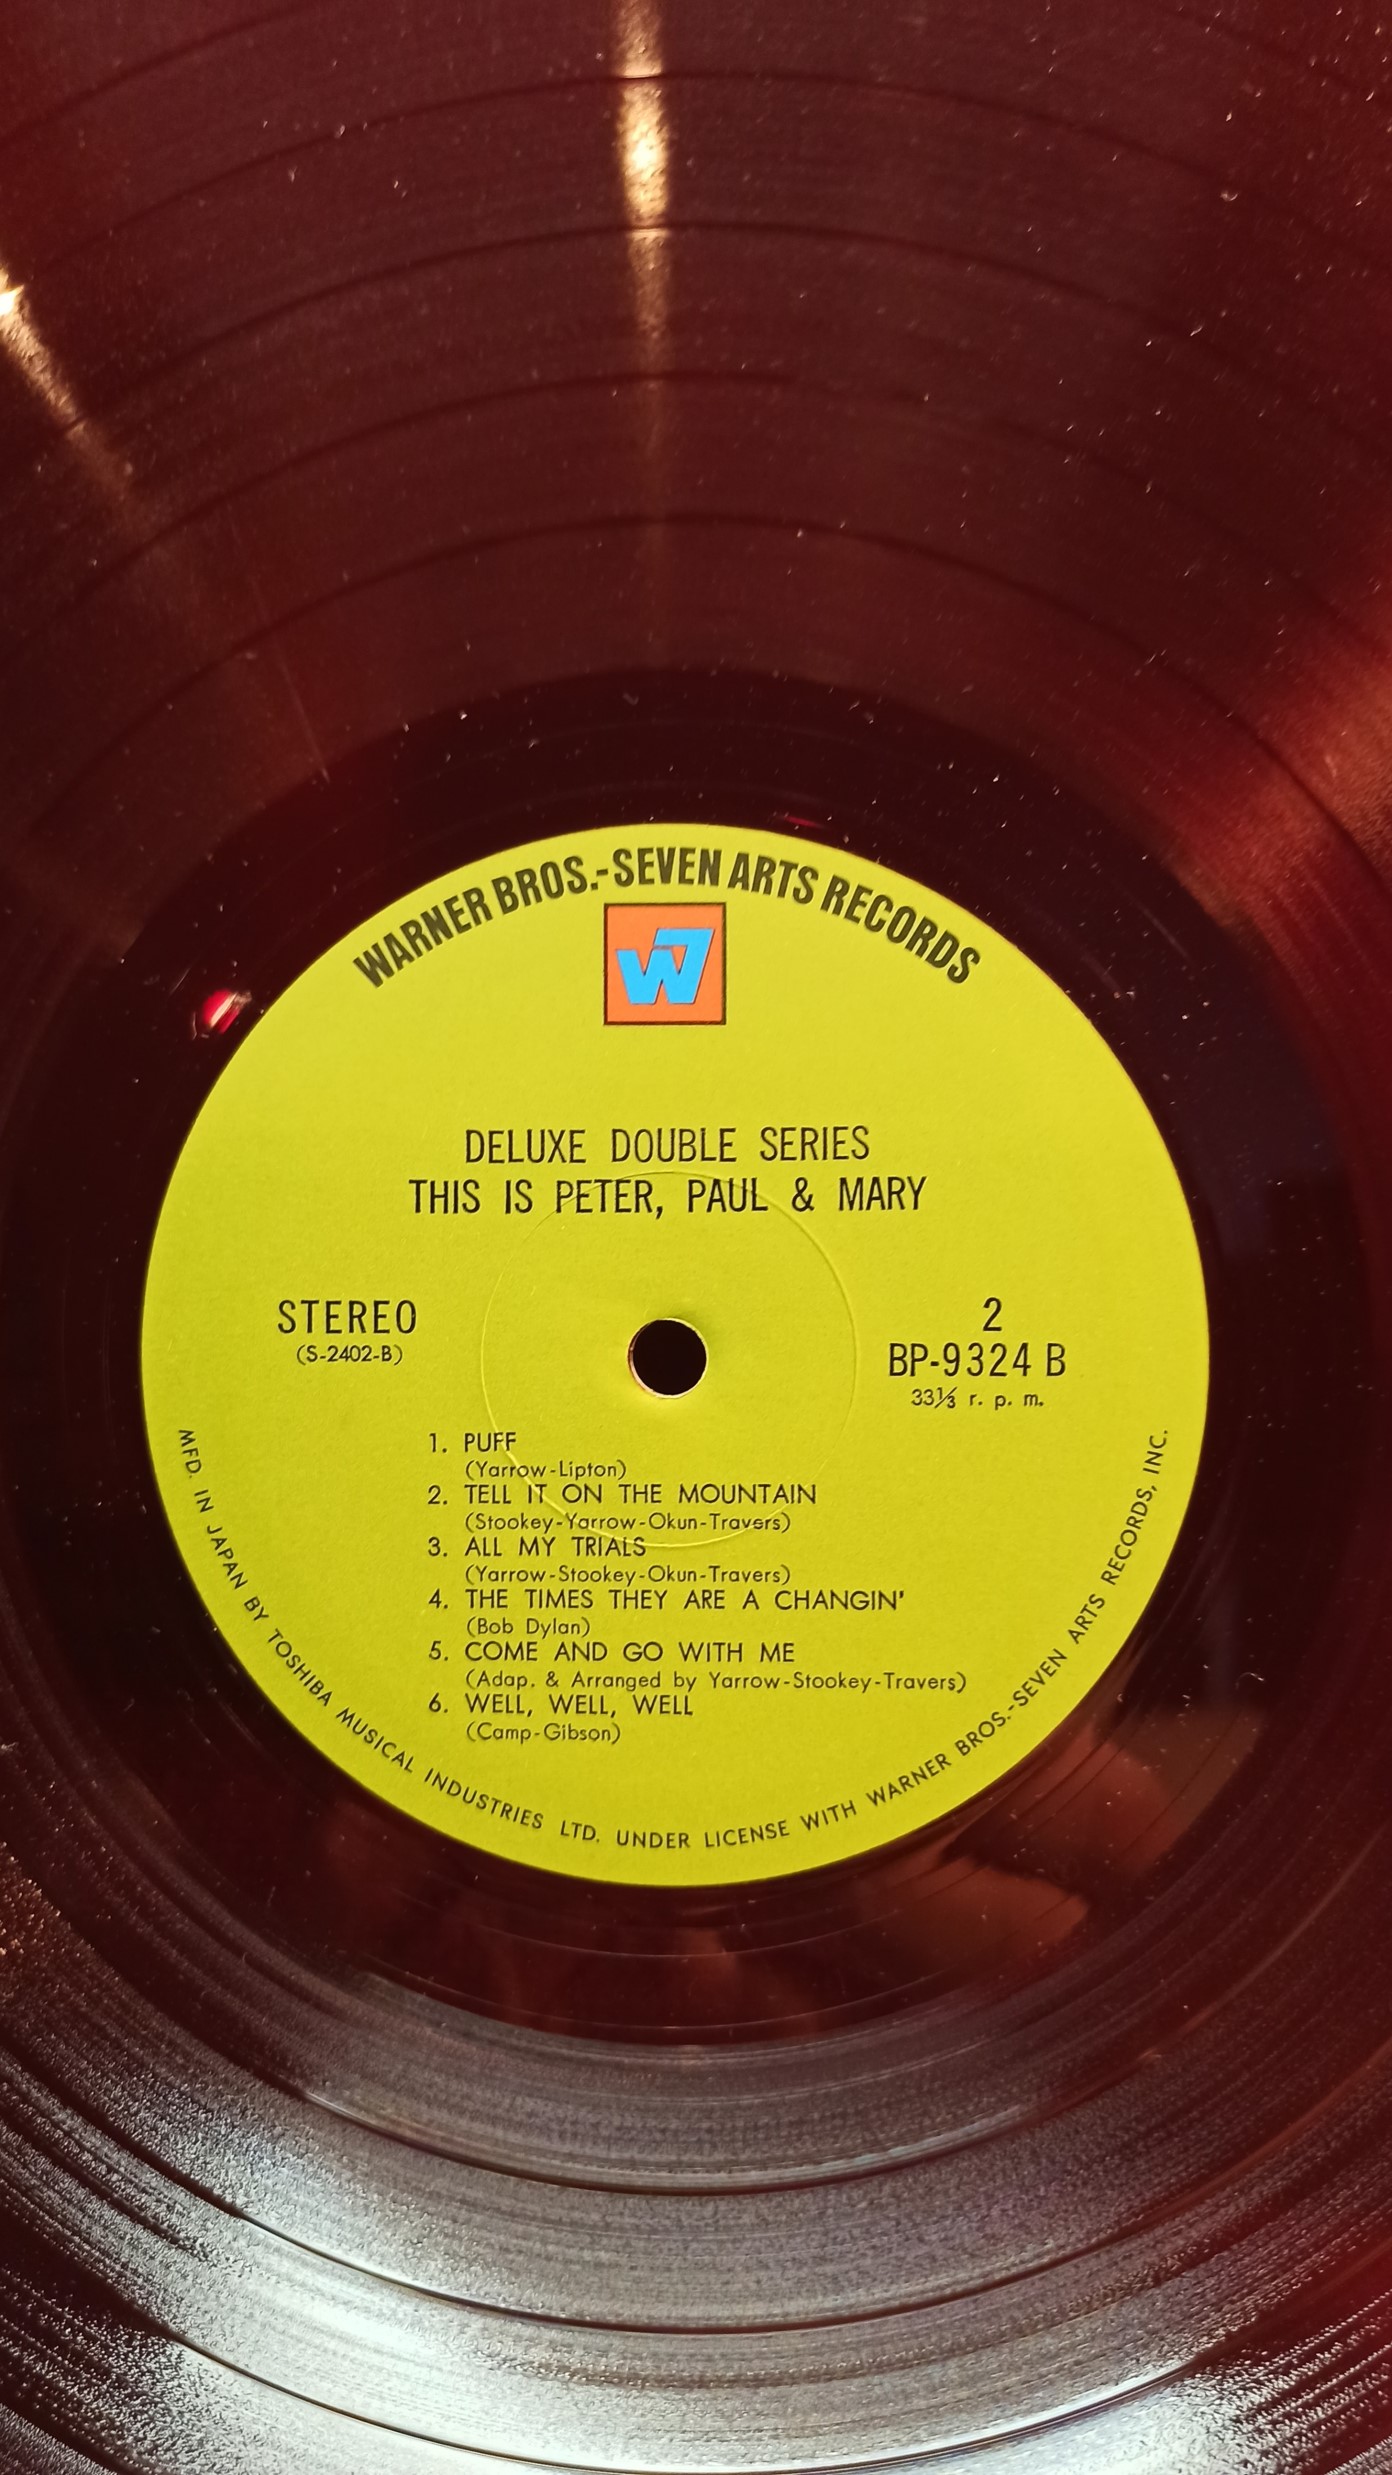 WARNER BROS.-SEVEN ARTS RECORDS
W7
DELUXE DOUBLE SERIES
THIS IS PETER, PAUL & MARY
STEREO
(S-2402-B)
2
BP-9324 B
33⅓ r. p. m.
1. PUFF
(Yarrow-Lipton)
2. TELL IT ON THE MOUNTAIN
(Stookey-Yarrow-Okun-Travers)
3. ALL MY TRIALS
(Yarrow-Stookey-Okun-Travers)
4. THE TIMES THEY ARE A CHANGIN'
(Bob Dylan)
5. COME AND GO WITH ME
(Adap. & Arranged by Yarrow-Stookey-Travers)
6. WELL, WELL, WELL
(Camp-Gibson)
MFD. IN JAPAN BY TOSHIBA MUSICAL INDUSTRIES LTD. UNDER LICENSE WITH WARNER BROS.-SEVEN ARTS RECORDS, INC.